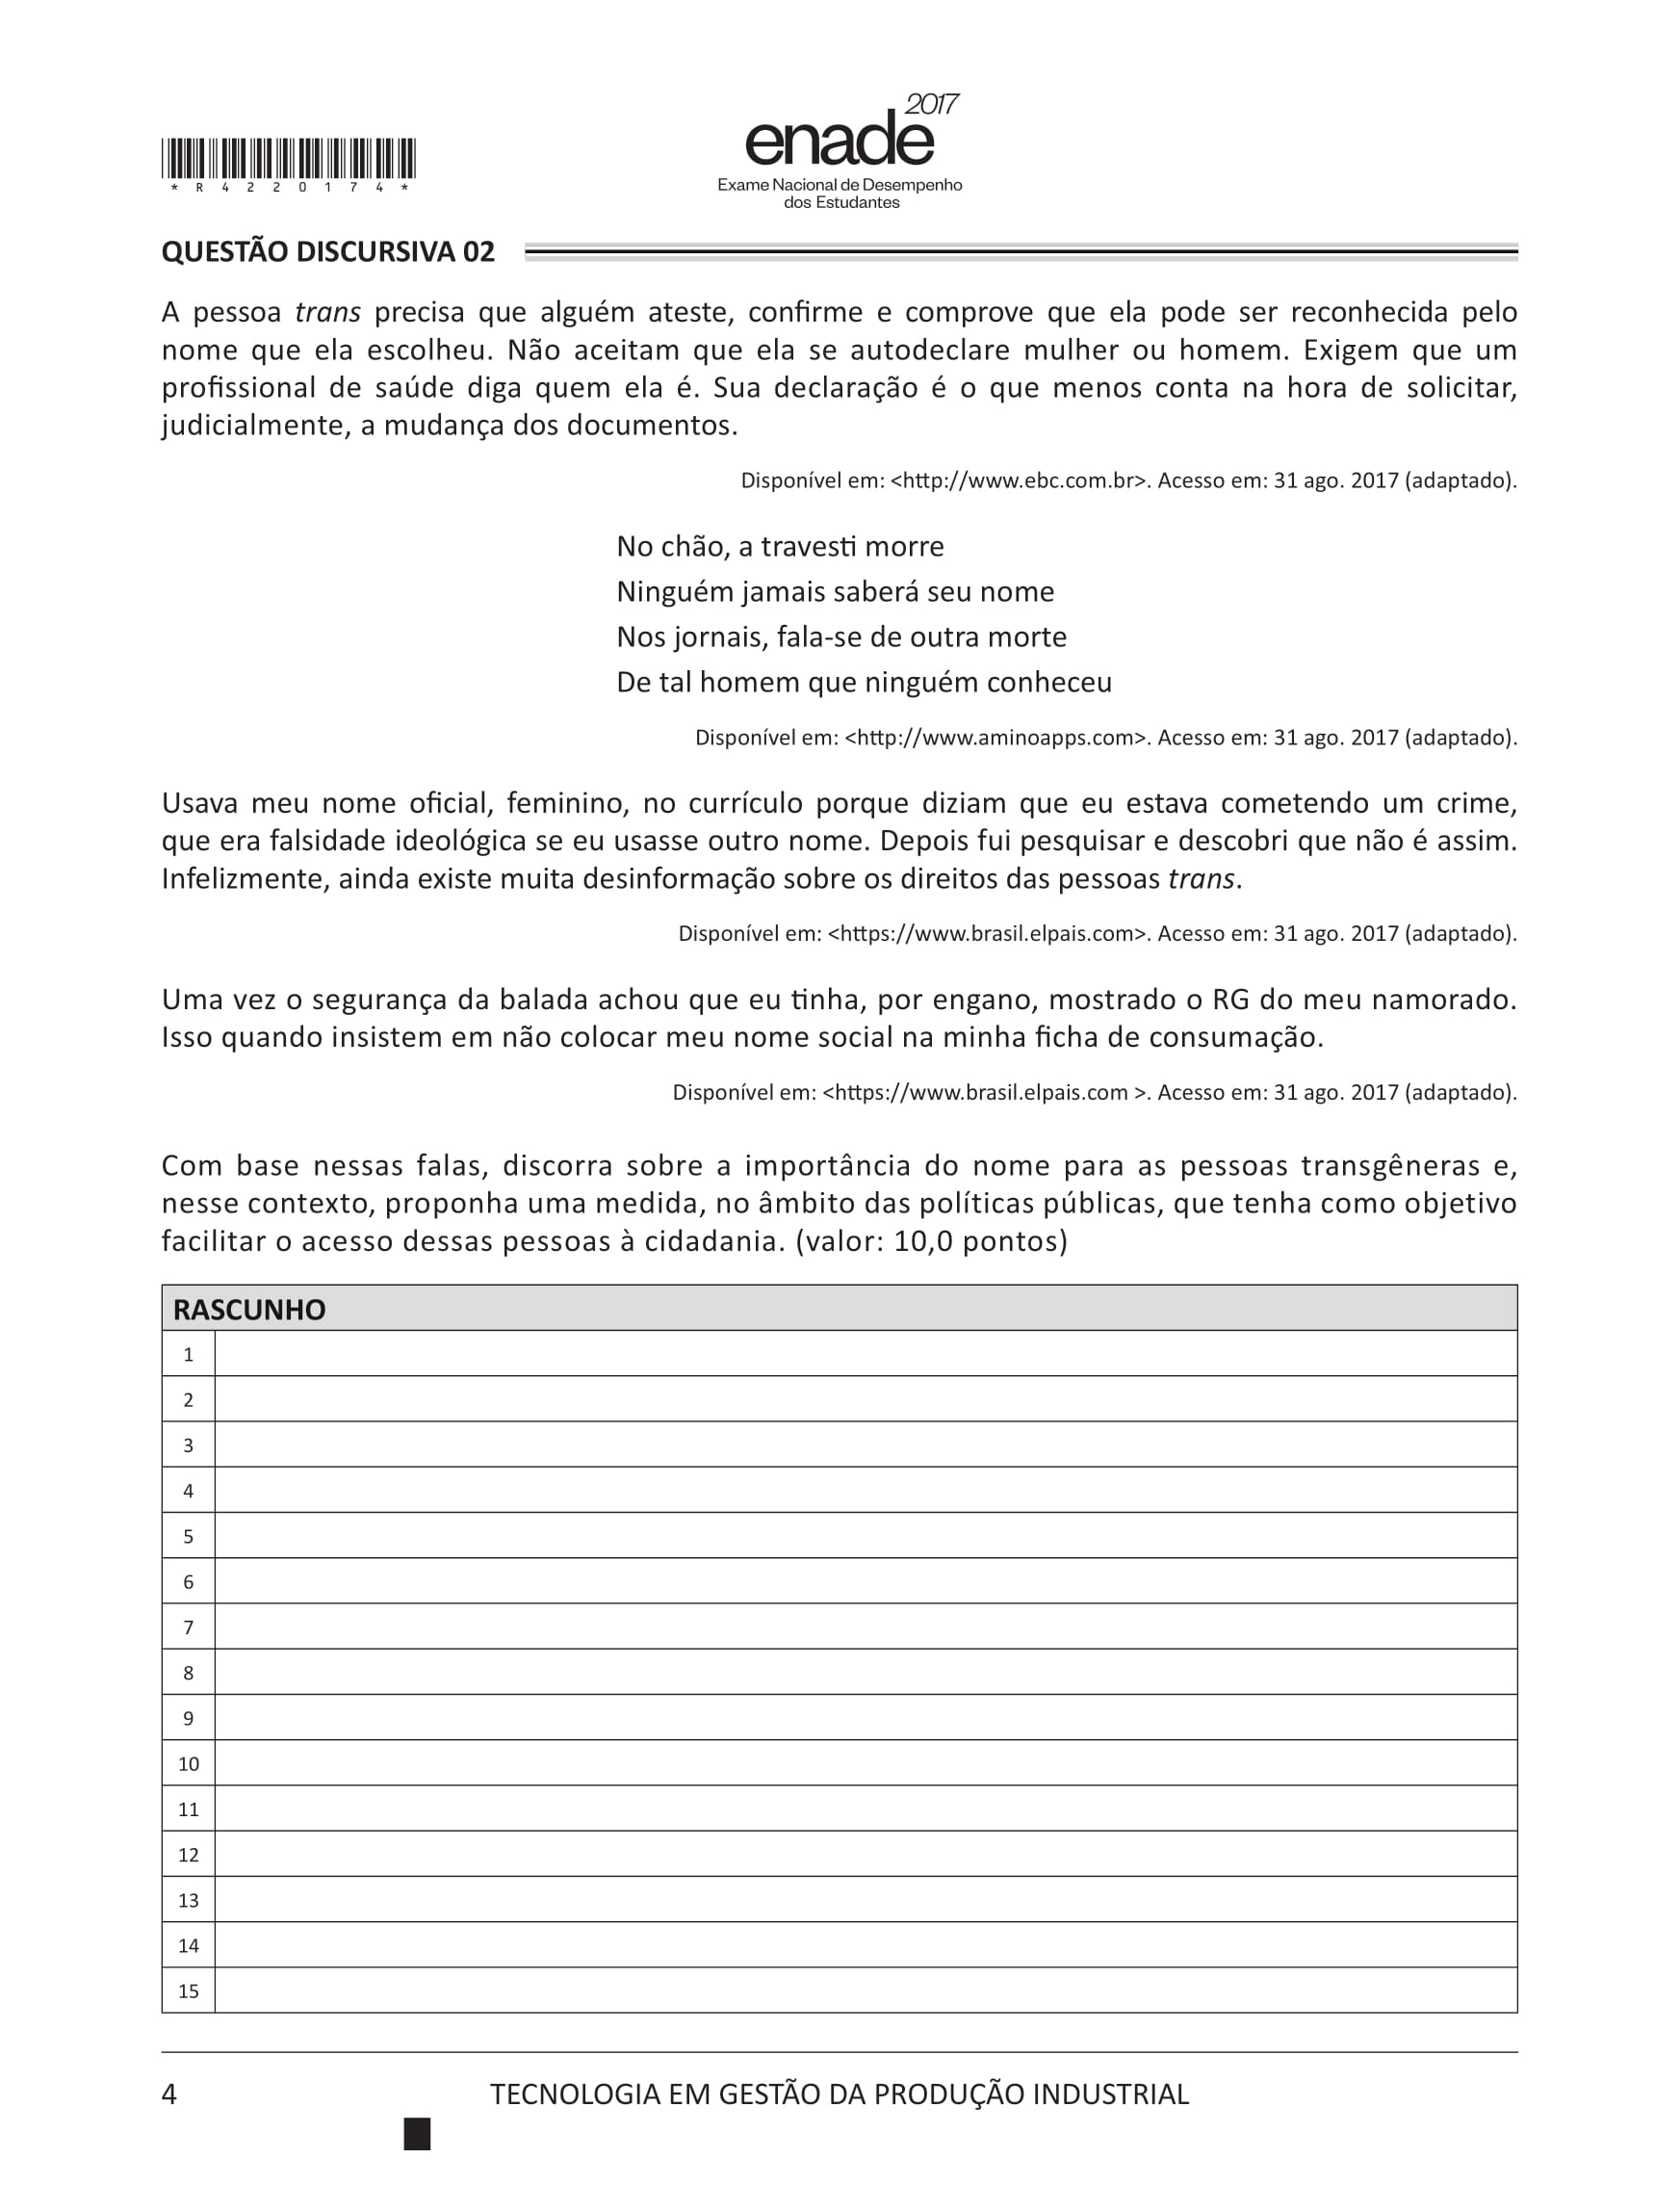 2017
enade
Exame Nacional de Desempenho
dos Estudantes
*R4220174*
QUESTÃO DISCURSIVA 02
A pessoa trans precisa que alguém ateste, confirme e comprove que ela pode ser reconhecida pelo
nome que ela escolheu. Não aceitam que ela se autodeclare mulher ou homem. Exigem que um
profissional de saúde diga quem ela é. Sua declaração é o que menos conta na hora de solicitar,
judicialmente, a mudança dos documentos.
Disponível em: <http://www.ebc.com.br>. Acesso em: 31 ago. 2017 (adaptado).
No chão, a travesti morre
Ninguém jamais saberá seu nome
Nos jornais, fala-se de outra morte
De tal homem que ninguém conheceu
Disponível em: <http://www.aminoapps.com>. Acesso em: 31 ago. 2017 (adaptado).
Usava meu nome oficial, feminino, no currículo porque diziam que eu estava cometendo um crime,
que era falsidade ideológica se eu usasse outro nome. Depois fui pesquisar e descobri que não é assim.
Infelizmente, ainda existe muita desinformação sobre os direitos das pessoas trans.
Disponível em: <https://www.brasil.elpais.com>. Acesso em: 31 ago. 2017 (adaptado).
Uma vez o segurança da balada achou que eu tinha, por engano, mostrado o RG do meu namorado.
Isso quando insistem em não colocar meu nome social na minha ficha de consumação.
Disponível em: <https://www.brasil.elpais.com >. Acesso em: 31 ago. 2017 (adaptado).
Com base nessas falas, discorra sobre a importância do nome para as pessoas transgêneras e,
nesse contexto, proponha uma medida, no âmbito das políticas públicas, que tenha como objetivo
facilitar o acesso dessas pessoas à cidadania. (valor: 10,0 pontos)
RASCUNHO
1
2
3
4
5
6
7
8
9
10
11
12
13
14
15
4 TECNOLOGIA EM GESTÃO DA PRODUÇÃO INDUSTRIAL